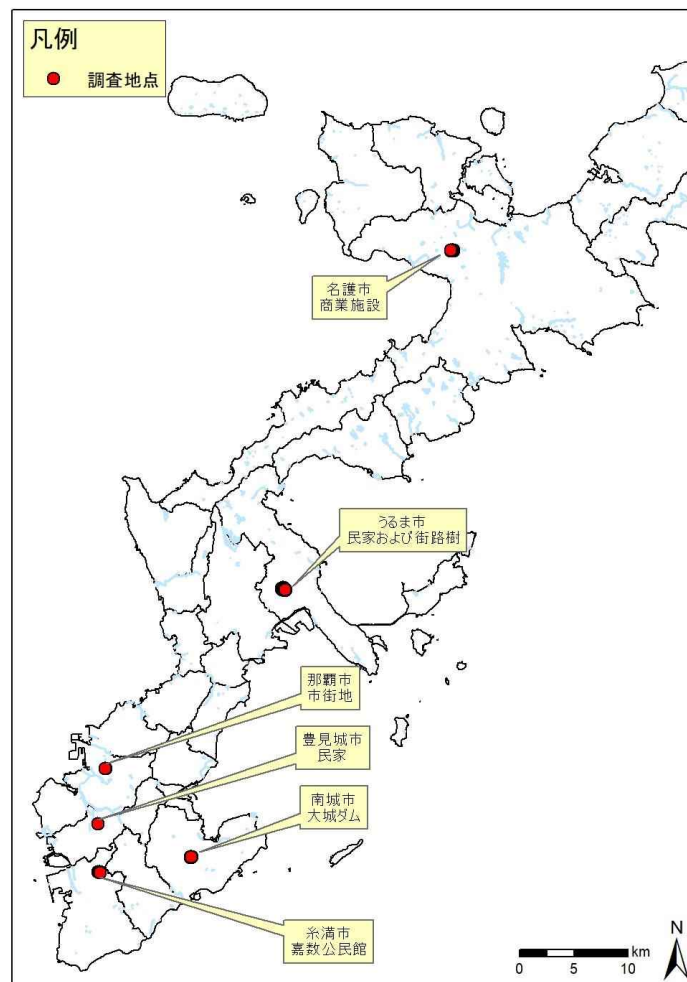 凡例
調査地点
名護市
商業施設
うるま市
民家および街路樹
那覇市
市街地
豊見城市
民家
南城市
大城ダム
糸満市
嘉数公民館
N
km
0 5 10